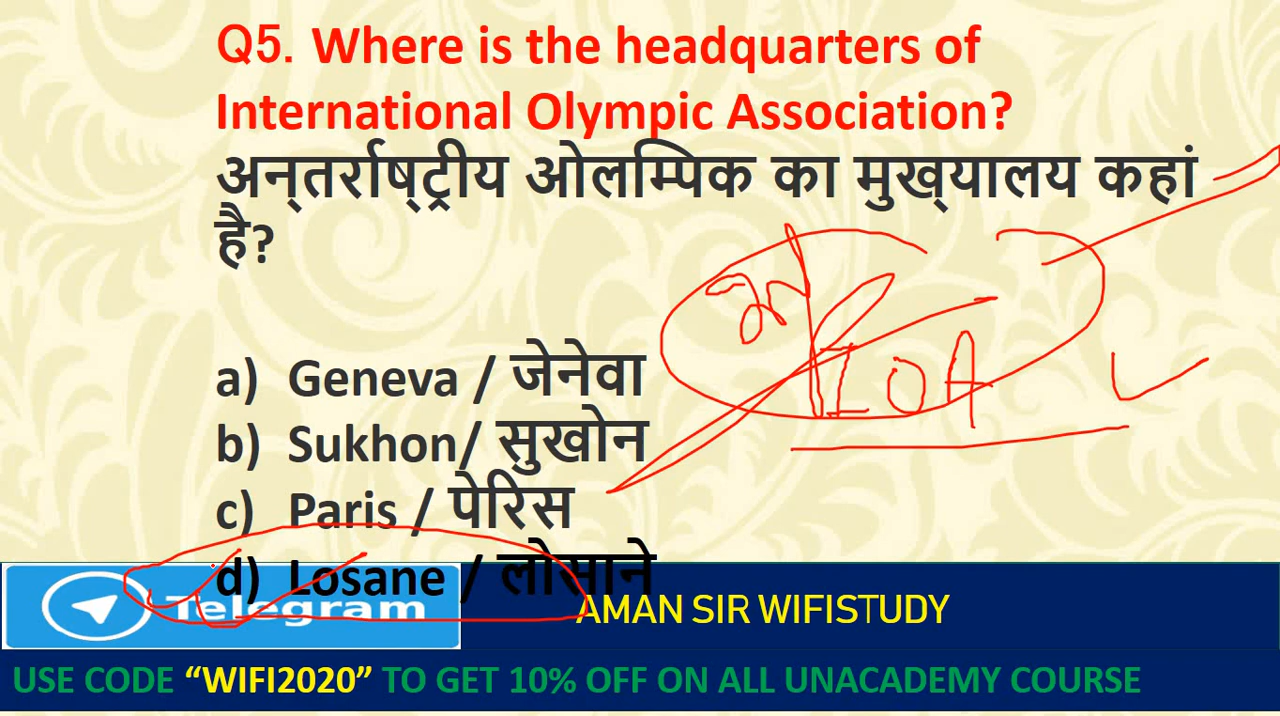 Q5. Where is the headquarters of
International Olympic Association?
अन्तर्राष्ट्रीय ओलम्पिक का मुख्यालय कहां
है?
IOA
a) Geneva / जेनेवा
b) Sukhon/ सुखोन
c) Paris / पेरिस
d) Losane / लोसाने
Telegram
AMAN SIR WIFISTUDY
USE CODE “WIFI2020” TO GET 10% OFF ON ALL UNACADEMY COURSE